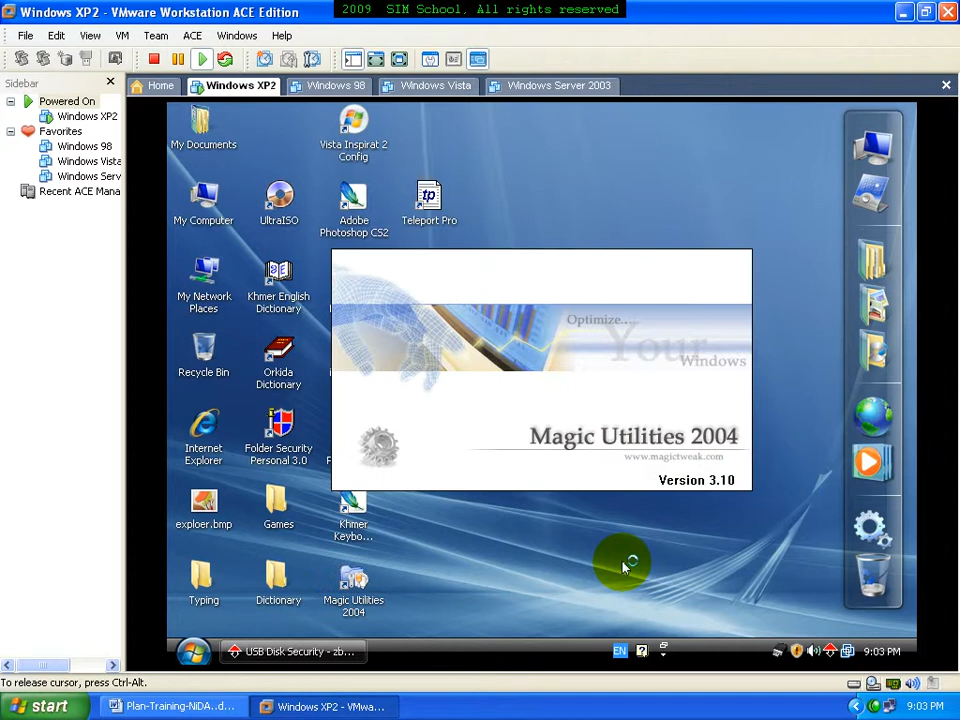 Windows XP2 - VMware Workstation ACE Edition
2009 SIM School, All rights reserved
File Edit View VM Team ACE Windows Help
Sidebar
Home
Windows XP2
Windows 98
Windows Vista
Windows Server 2003
Powered On
Windows XP2
Favorites
Windows 98
Windows Vista
Windows Serv
Recent ACE Mana
My Documents
Vista Inspirat 2
Config
My Computer
UltraISO
Adobe
Photoshop CS2
tp
Teleport Pro
My Network
Places
Khmer English
Dictionary
Recycle Bin
Orkida
Dictionary
Internet
Explorer
Folder Security
Personal 3.0
exploer.bmp
Games
Khmer
Keybo...
Typing
Dictionary
Magic Utilities
2004
Optimize....
Your
Windows
Magic Utilities 2004
www.magictweak.com
Version 3.10
USB Disk Security - zb...
EN
9:03 PM
To release cursor, press Ctrl-Alt.
start
Plan-Training-NiDA...d...
Windows XP2 - VMwa...
9:03 PM